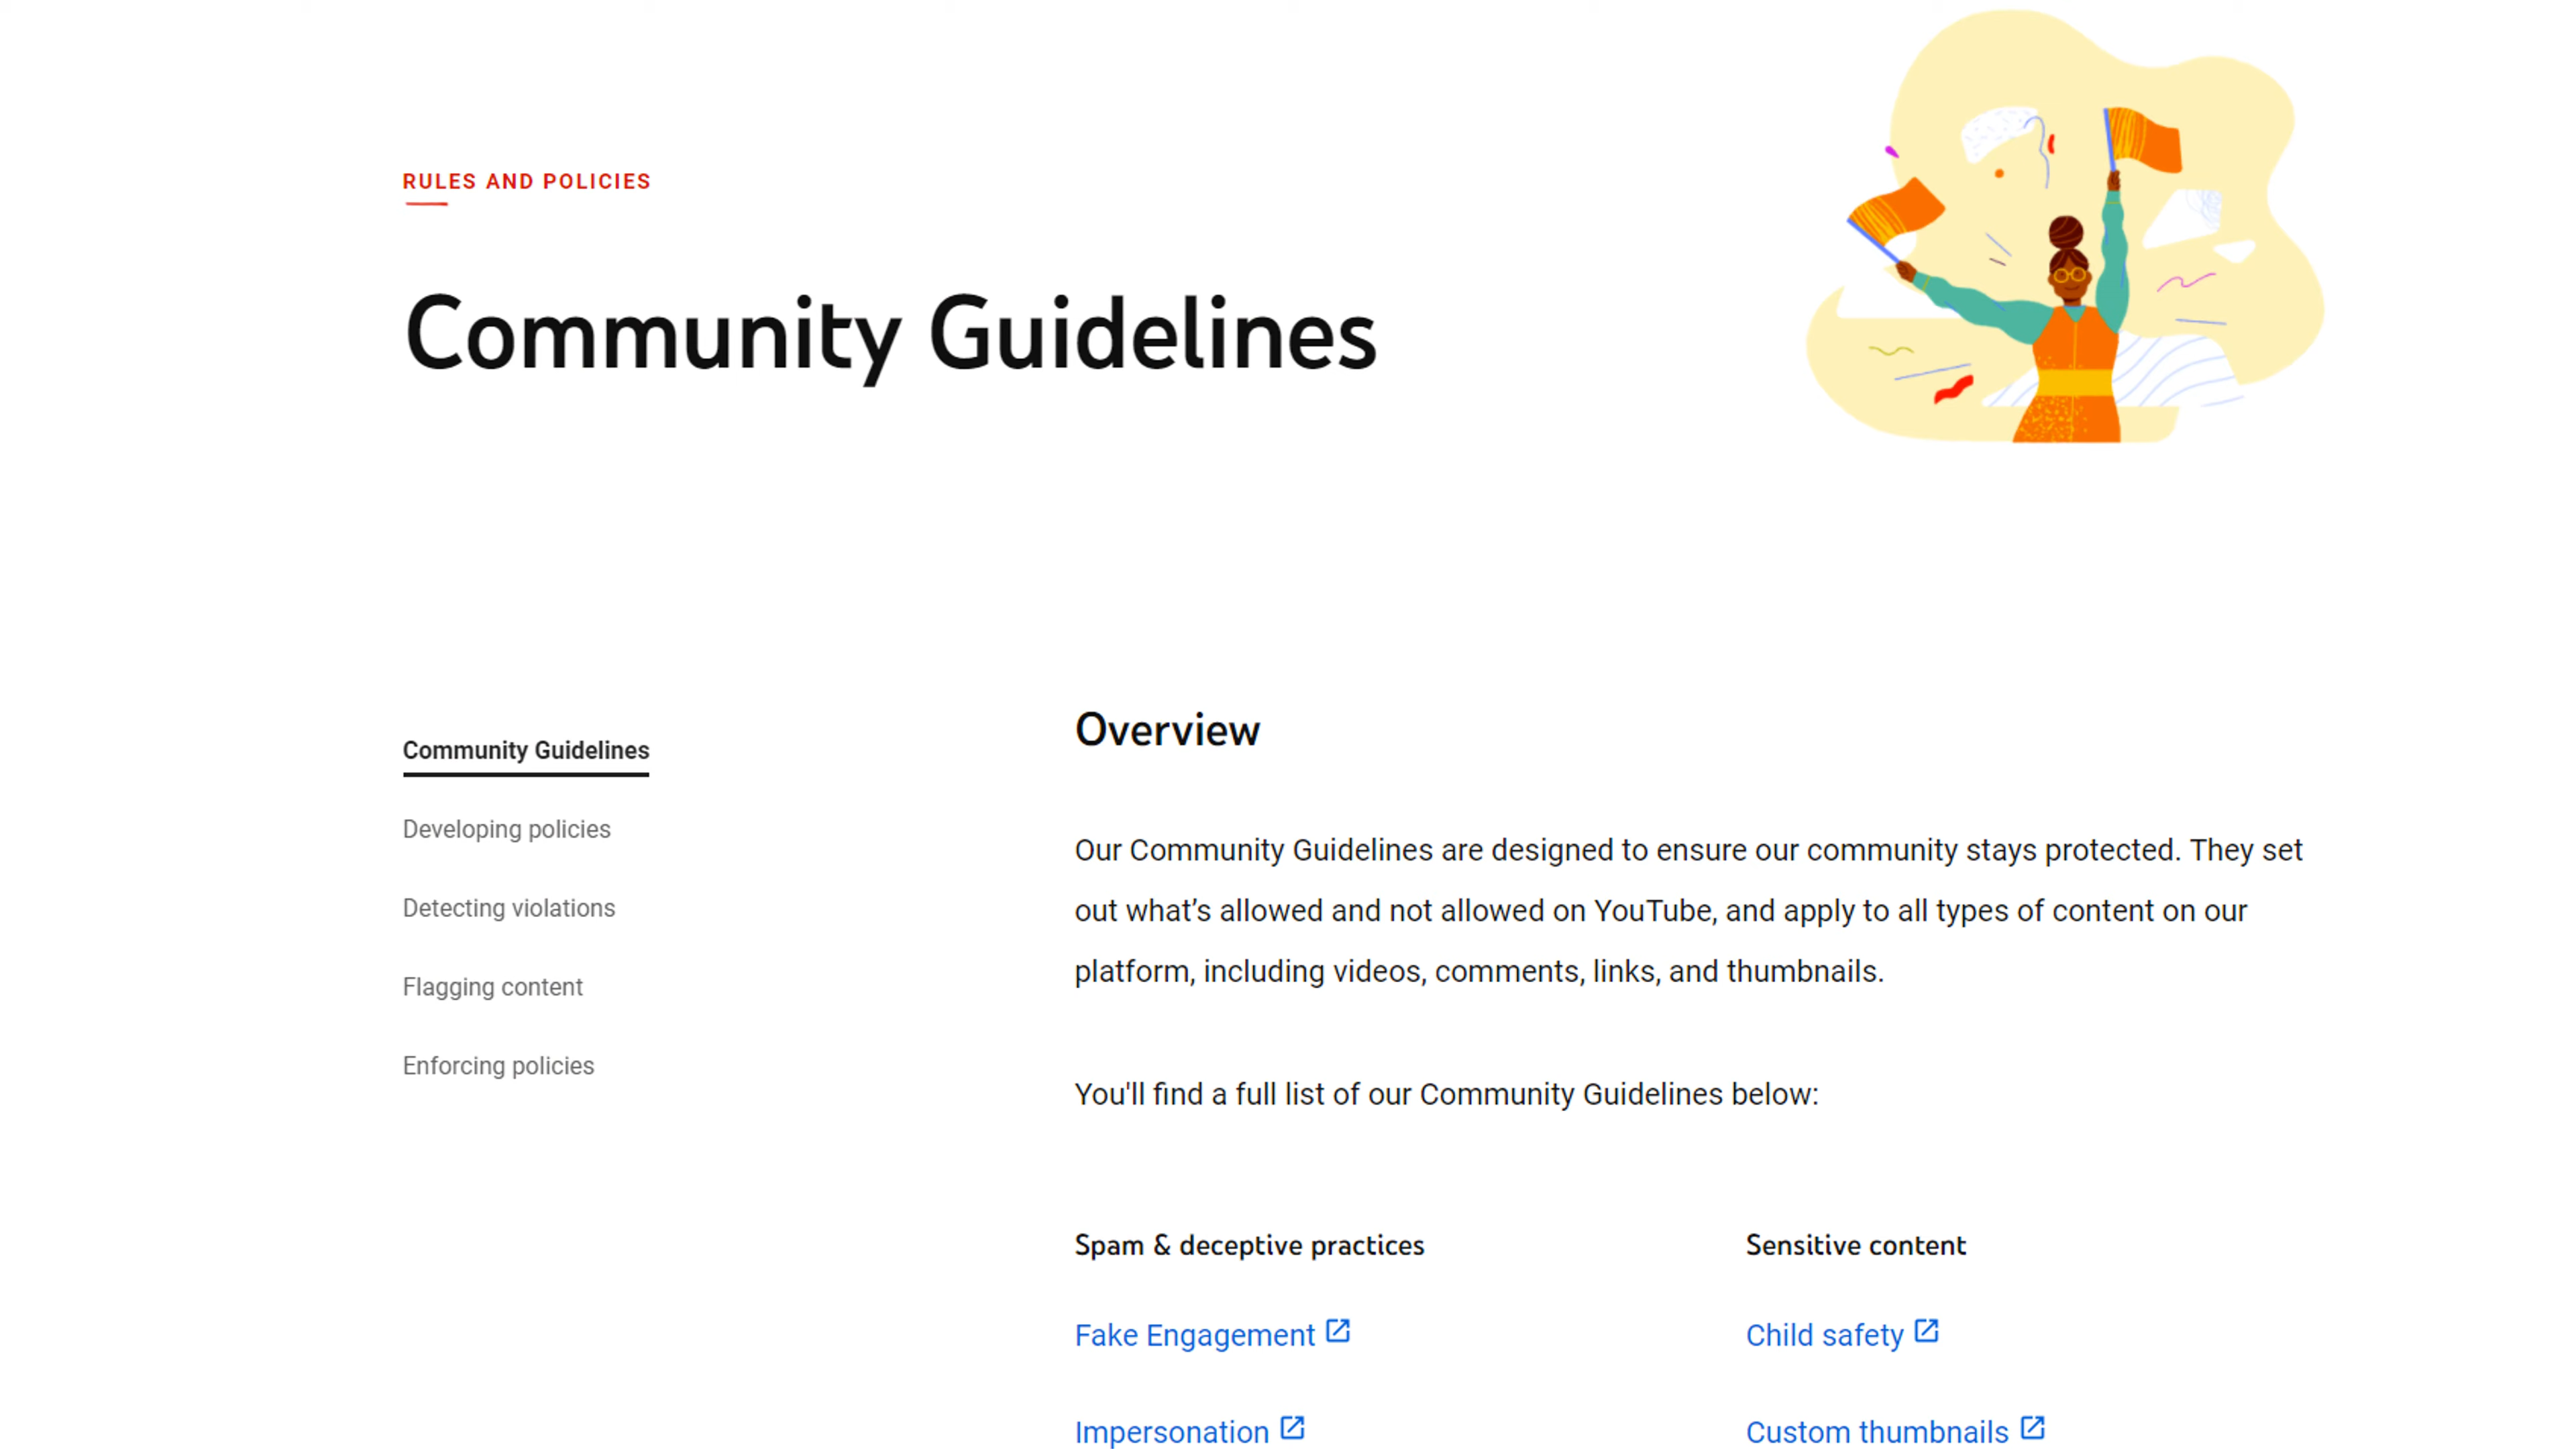 RULES AND POLICIES
Community Guidelines
Community Guidelines
Developing policies
Detecting violations
Flagging content
Enforcing policies
Overview
Our Community Guidelines are designed to ensure our community stays protected. They set
out what’s allowed and not allowed on YouTube, and apply to all types of content on our
platform, including videos, comments, links, and thumbnails.
You'll find a full list of our Community Guidelines below:
Spam & deceptive practices
Fake Engagement
Impersonation
Sensitive content
Child safety
Custom thumbnails